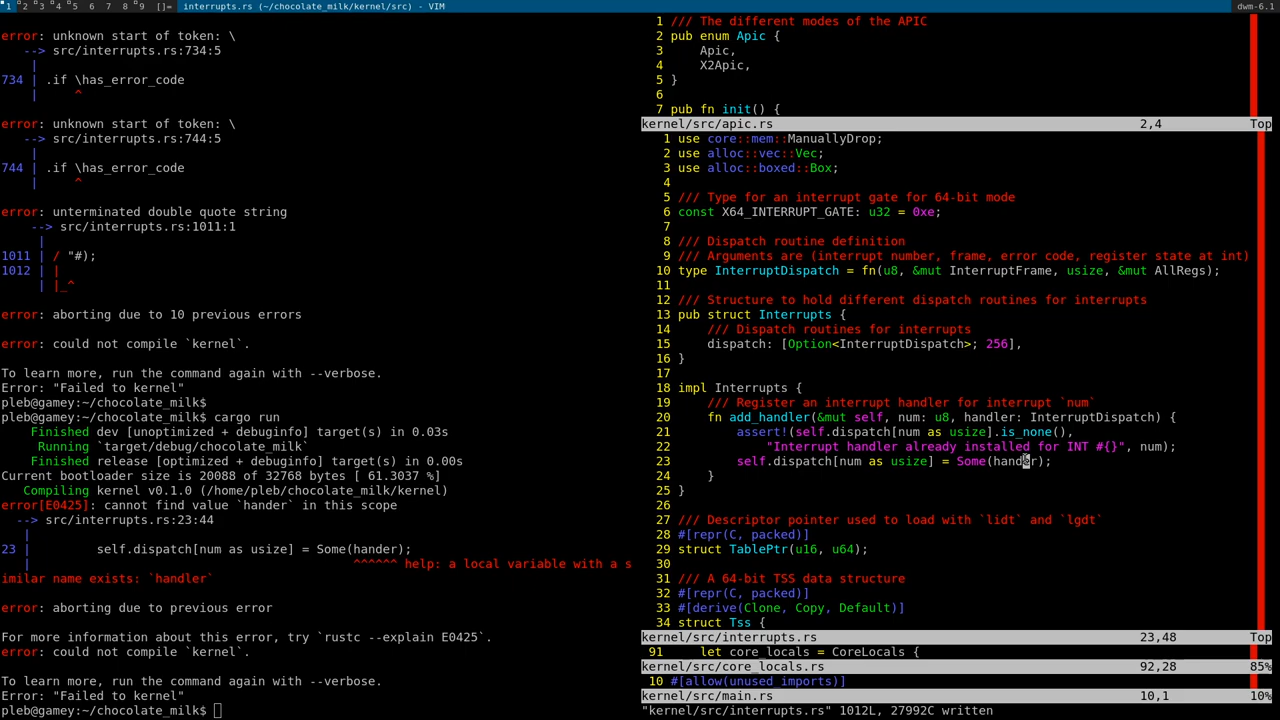 1 2 3 4 5 6 7 8 9 []= interrupts.rs (~/chocolate_milk/kernel/src) - VIM dwm-6.1
error: unknown start of token: \
--> src/interrupts.rs:734:5
|
734 | .if \has_error_code
| ^
error: unknown start of token: \
--> src/interrupts.rs:744:5
|
744 | .if \has_error_code
| ^
error: unterminated double quote string
--> src/interrupts.rs:1011:1
|
1011 | / "#);
1012 | |
| |_^
error: aborting due to 10 previous errors
error: could not compile `kernel`.
To learn more, run the command again with --verbose.
Error: "Failed to kernel"
pleb@gamey:~/chocolate_milk$
pleb@gamey:~/chocolate_milk$ cargo run
Finished dev [unoptimized + debuginfo] target(s) in 0.03s
Running `target/debug/chocolate_milk`
Finished release [optimized + debuginfo] target(s) in 0.00s
Current bootloader size is 20088 of 32768 bytes [ 61.3037 %]
Compiling kernel v0.1.0 (/home/pleb/chocolate_milk/kernel)
error[E0425]: cannot find value `hander` in this scope
--> src/interrupts.rs:23:44
|
23 | self.dispatch[num as usize] = Some(hander);
| ^^^^^^ help: a local variable with a s
imilar name exists: `handler`
error: aborting due to previous error
For more information about this error, try `rustc --explain E0425`.
error: could not compile `kernel`.
To learn more, run the command again with --verbose.
Error: "Failed to kernel"
pleb@gamey:~/chocolate_milk$
1 /// The different modes of the APIC
2 pub enum Apic {
3 Apic,
4 X2Apic,
5 }
6
7 pub fn init() {
kernel/src/apic.rs 2,4 Top
1 use core::mem::ManuallyDrop;
2 use alloc::vec::Vec;
3 use alloc::boxed::Box;
4
5 /// Type for an interrupt gate for 64-bit mode
6 const X64_INTERRUPT_GATE: u32 = 0xe;
7
8 /// Dispatch routine definition
9 /// Arguments are (interrupt number, frame, error code, register state at int)
10 type InterruptDispatch = fn(u8, &mut InterruptFrame, usize, &mut AllRegs);
11
12 /// Structure to hold different dispatch routines for interrupts
13 pub struct Interrupts {
14 /// Dispatch routines for interrupts
15 dispatch: [Option<InterruptDispatch>; 256],
16 }
17
18 impl Interrupts {
19 /// Register an interrupt handler for interrupt `num`
20 fn add_handler(&mut self, num: u8, handler: InterruptDispatch) {
21 assert!(self.dispatch[num as usize].is_none(),
22 "Interrupt handler already installed for INT #{}", num);
23 self.dispatch[num as usize] = Some(hander);
24 }
25 }
26
27 /// Descriptor pointer used to load with `lidt` and `lgdt`
28 #[repr(C, packed)]
29 struct TablePtr(u16, u64);
30
31 /// A 64-bit TSS data structure
32 #[repr(C, packed)]
33 #[derive(Clone, Copy, Default)]
34 struct Tss {
kernel/src/interrupts.rs 23,48 Top
91 let core_locals = CoreLocals {
kernel/src/core_locals.rs 92,28 85%
10 #[allow(unused_imports)]
kernel/src/main.rs 10,1 10%
"kernel/src/interrupts.rs" 1012L, 27992C written